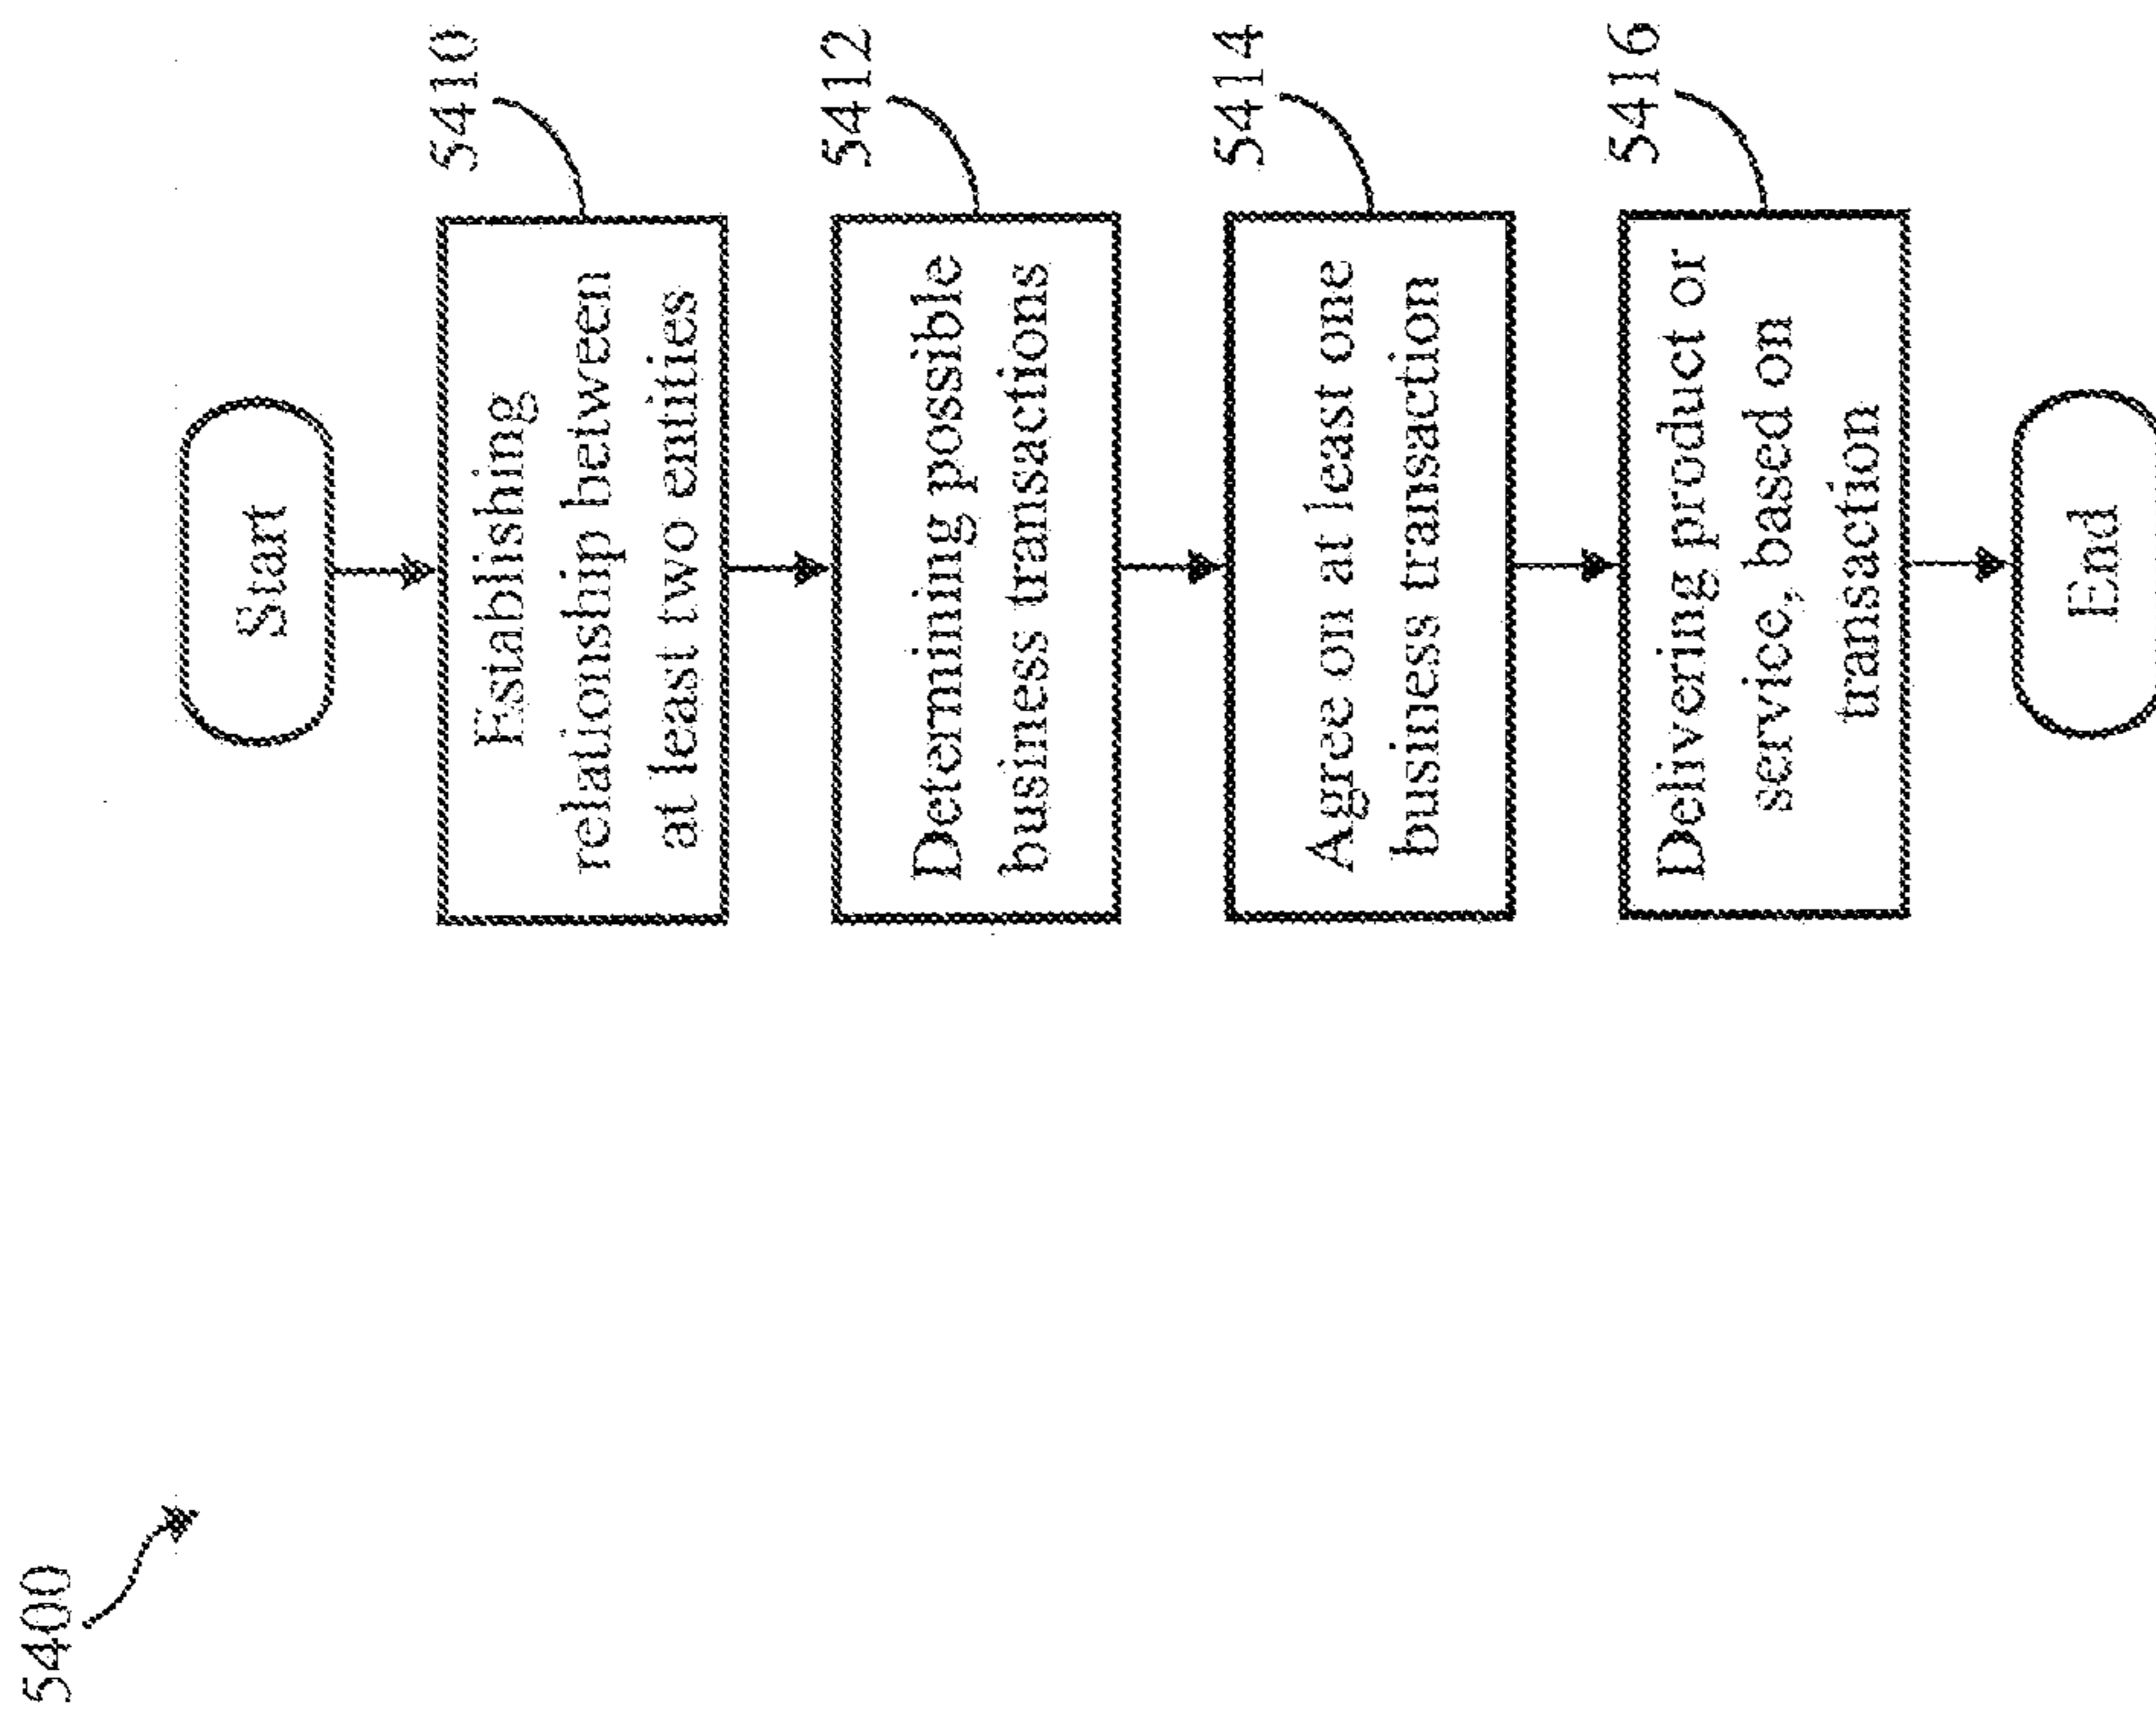 5400
Start
Establishing
relationship between
at least two entities
5410
Determining possible
business transactions
5412
Agree on at least one
business transaction
5414
Delivering product or
service, based on
transaction
5416
End